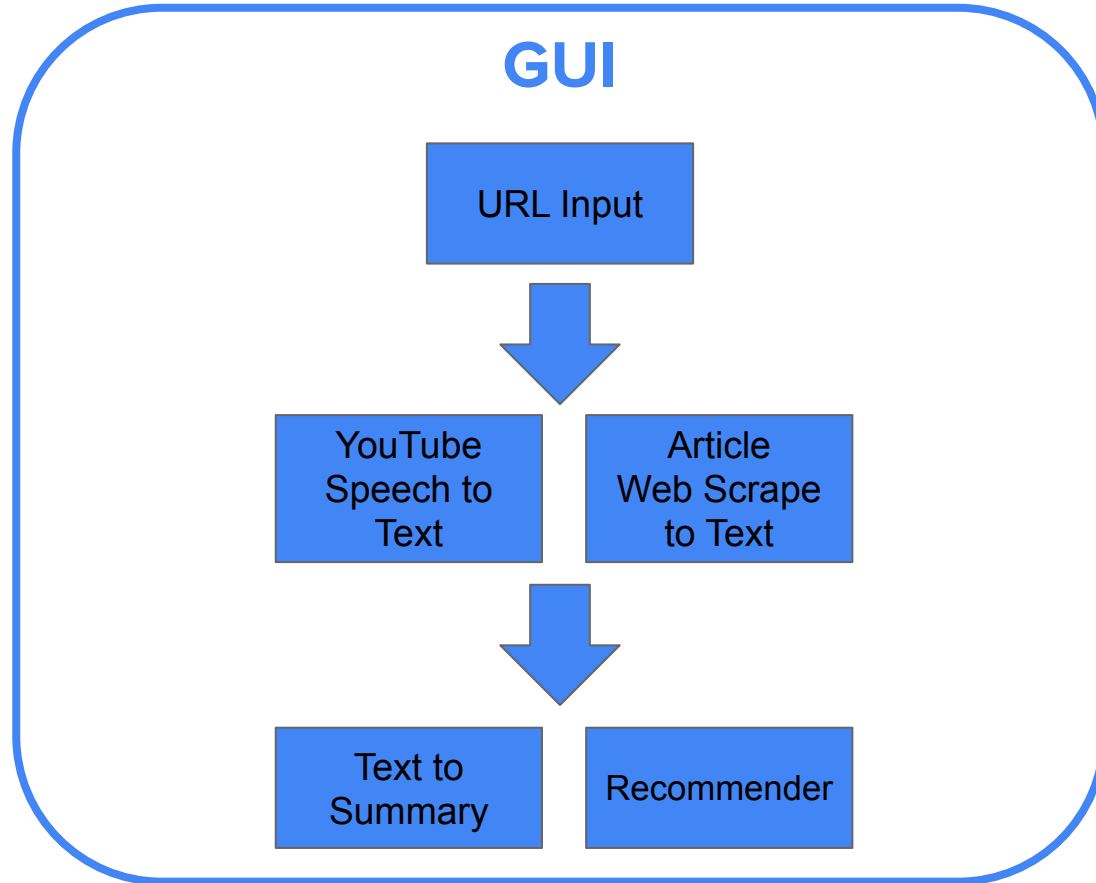 GUI
URL Input
YouTube
Speech to
Text
Article
Web Scrape
to Text
Text to
Summary
Recommender